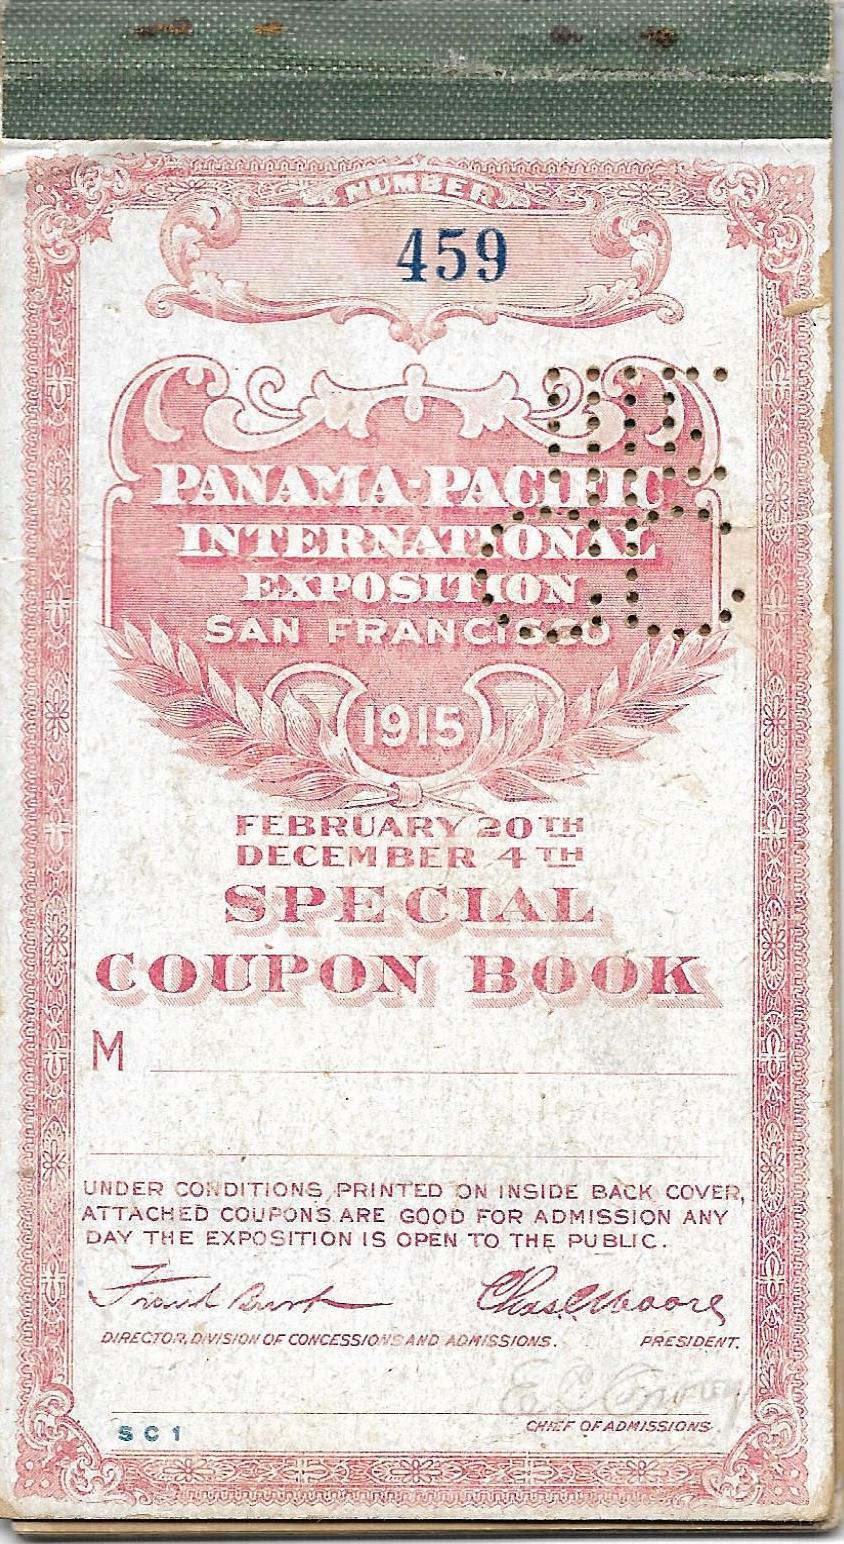 NUMBER
459
PANAMA-PACIFIC
INTERNATIONAL
EXPOSITION
SAN FRANCISCO
1915
FEBRUARY 20TH
DECEMBER 4TH
SPECIAL
COUPON BOOK
M
UNDER CONDITIONS PRINTED ON INSIDE BACK COVER,
ATTACHED COUPONS ARE GOOD FOR ADMISSION ANY
DAY THE EXPOSITION IS OPEN TO THE PUBLIC.
Frank Burt Chas. C. Moore
DIRECTOR, DIVISION OF CONCESSIONS AND ADMISSIONS. PRESIDENT.
E. C.
SC1 CHIEF OF ADMISSIONS